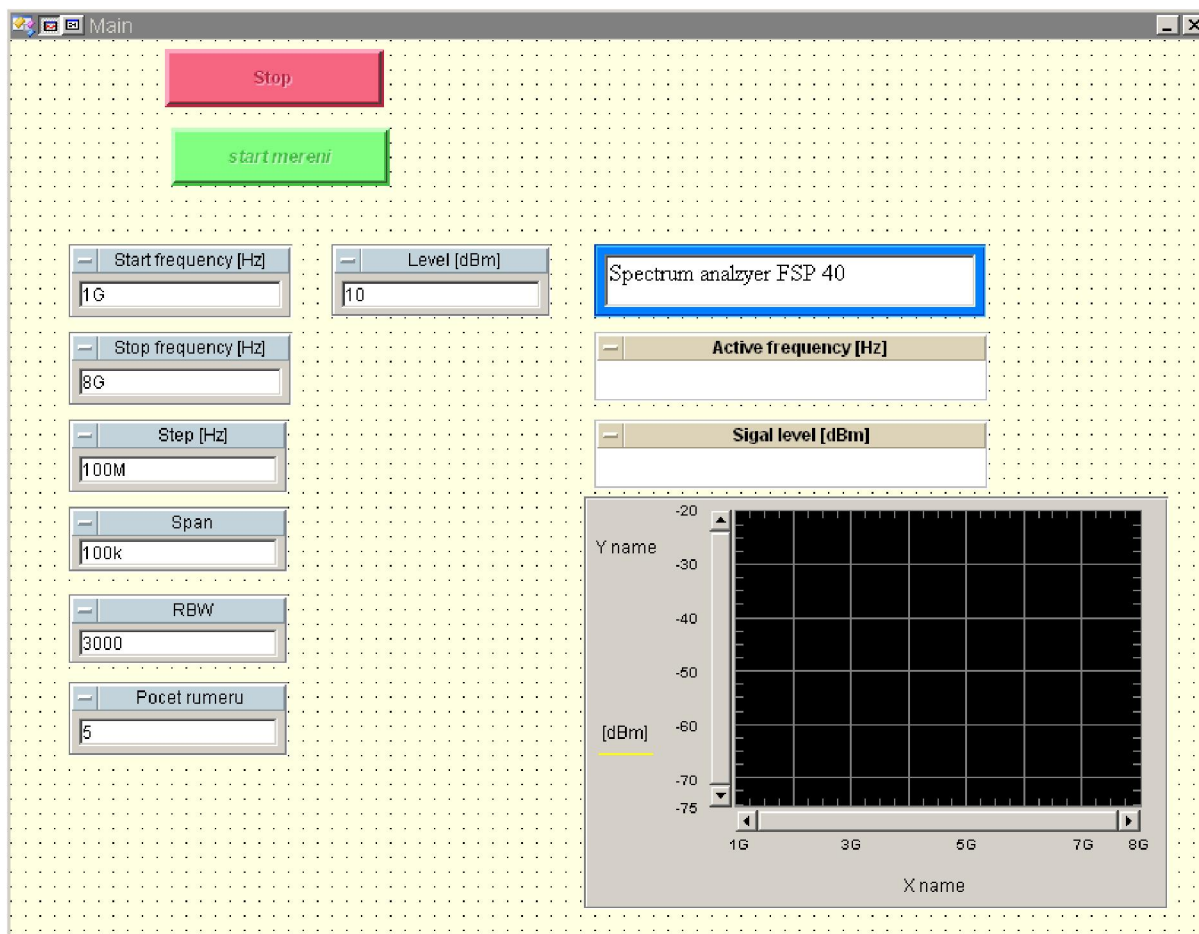 Main
Stop
start mereni
Start frequency [Hz]
1G
Level [dBm]
10
Spectrum analzyer FSP 40
Stop frequency [Hz]
8G
Active frequency [Hz]
Step [Hz]
100M
Sigal level [dBm]
Span
100k
RBW
3000
Pocet rumeru
5
Y name
[dBm]
-20
-30
-40
-50
-60
-70
-75
1G 3G 5G 7G 8G
X name